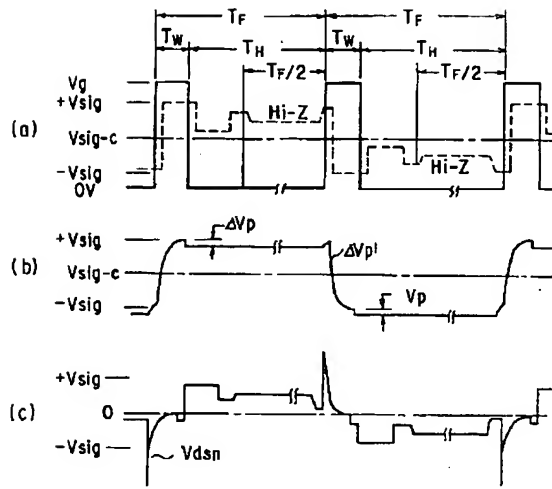 TF TF
TW TH TW TH
TF/2 TF/2
Vg
+Vsig
(a) Vsig-c Hi-Z Hi-Z
-Vsig
0V
ΔVp
+Vsig
(b) Vsig-c ΔVp'
-Vsig Vp
+Vsig
(c) 0
-Vsig
Vdsn